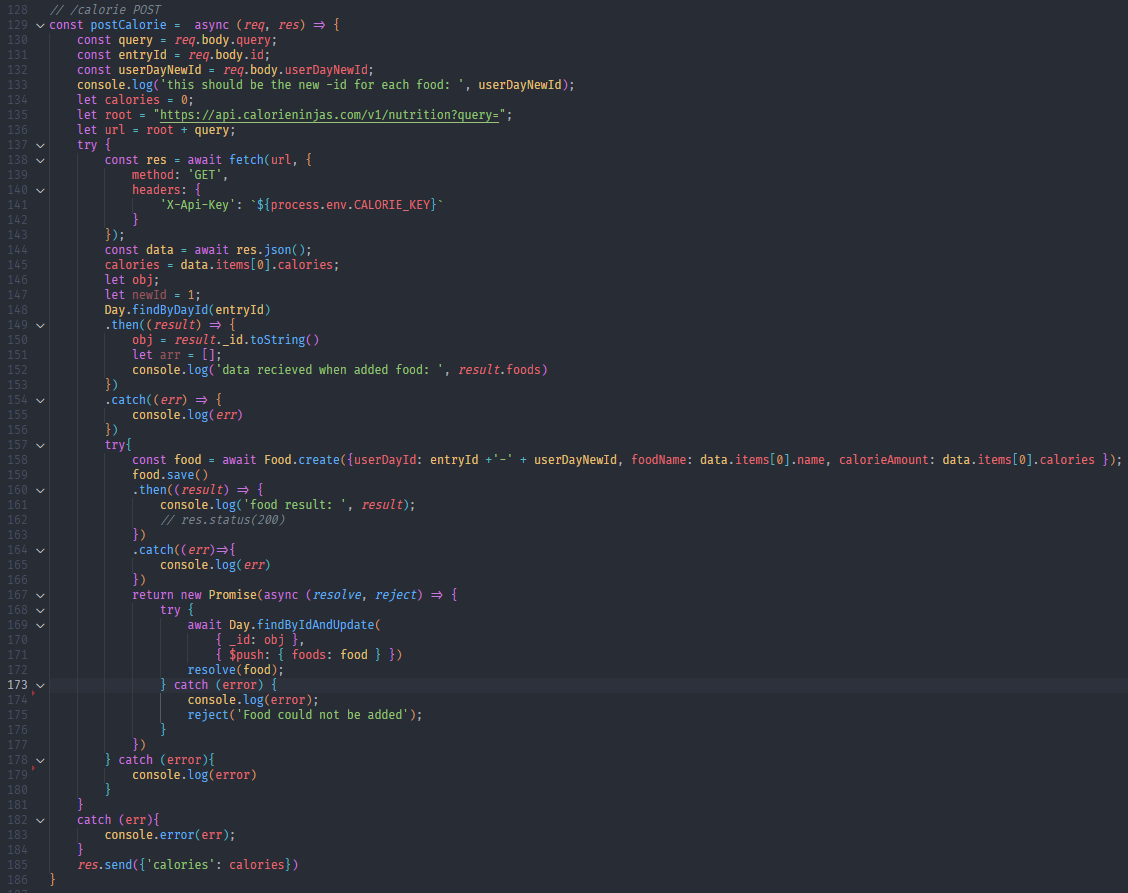 128 // /calorie POST
129 const postCalorie =  async (req, res) => {
130     const query = req.body.query;
131     const entryId = req.body.id;
132     const userDayNewId = req.body.userDayNewId;
133     console.log('this should be the new -id for each food: ', userDayNewId);
134     let calories = 0;
135     let root = "https://api.calorieninjas.com/v1/nutrition?query=";
136     let url = root + query;
137     try {
138         const res = await fetch(url, {
139             method: 'GET',
140             headers: {
141                 'X-Api-Key': `${process.env.CALORIE_KEY}`
142             }
143         });
144         const data = await res.json();
145         calories = data.items[0].calories;
146         let obj;
147         let newId = 1;
148         Day.findByDayId(entryId)
149         .then((result) => {
150             obj = result._id.toString()
151             let arr = [];
152             console.log('data recieved when added food: ', result.foods)
153         })
154         .catch((err) => {
155             console.log(err)
156         })
157         try{
158             const food = await Food.create({userDayId: entryId +'-' + userDayNewId, foodName: data.items[0].name, calorieAmount: data.items[0].calories });
159             food.save()
160             .then((result) => {
161                 console.log('food result: ', result);
162                 // res.status(200)
163             })
164             .catch((err)=>{
165                 console.log(err)
166             })
167             return new Promise(async (resolve, reject) => {
168                 try {
169                     await Day.findByIdAndUpdate(
170                         { _id: obj },
171                         { $push: { foods: food } })
172                     resolve(food);
173                 } catch (error) {
174                     console.log(error);
175                     reject('Food could not be added');
176                 }
177             })
178         } catch (error){
179             console.log(error)
180         }
181     }
182     catch (err){
183         console.error(err);
184     }
185     res.send({'calories': calories})
186 }